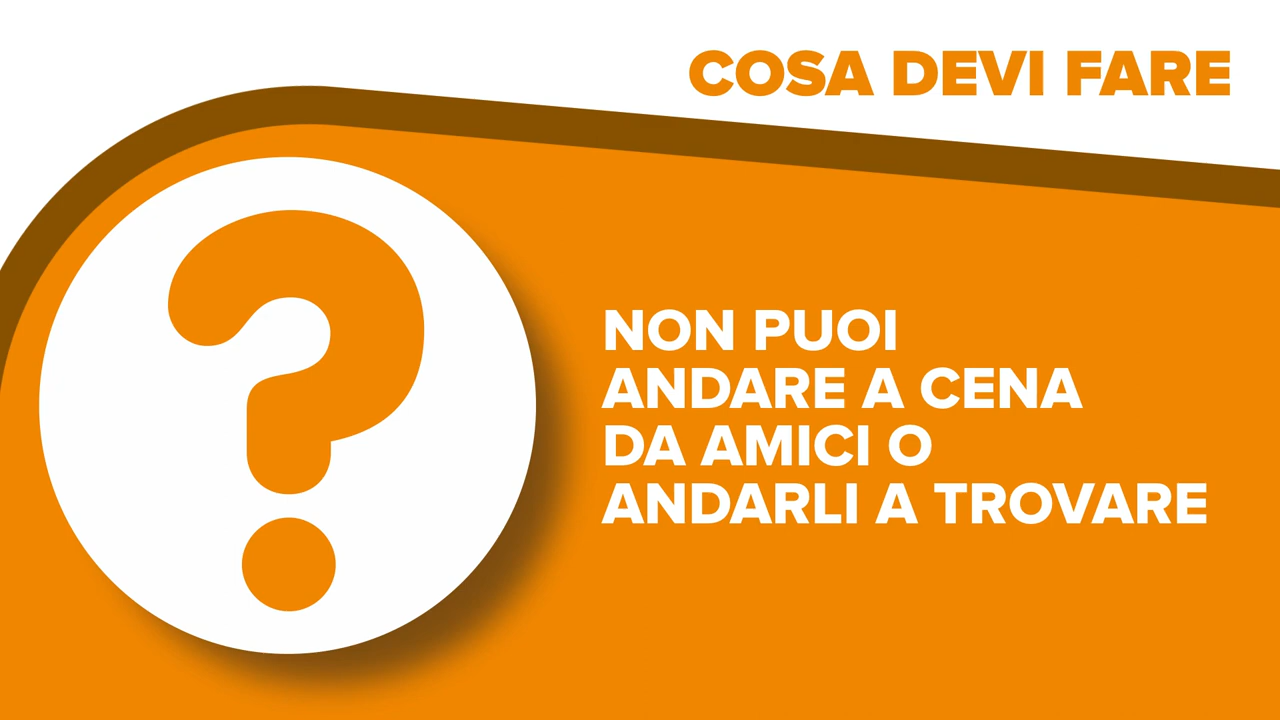 COSA DEVI FARE
NON PUOI
ANDARE A CENA
DA AMICI O
ANDARLI A TROVARE